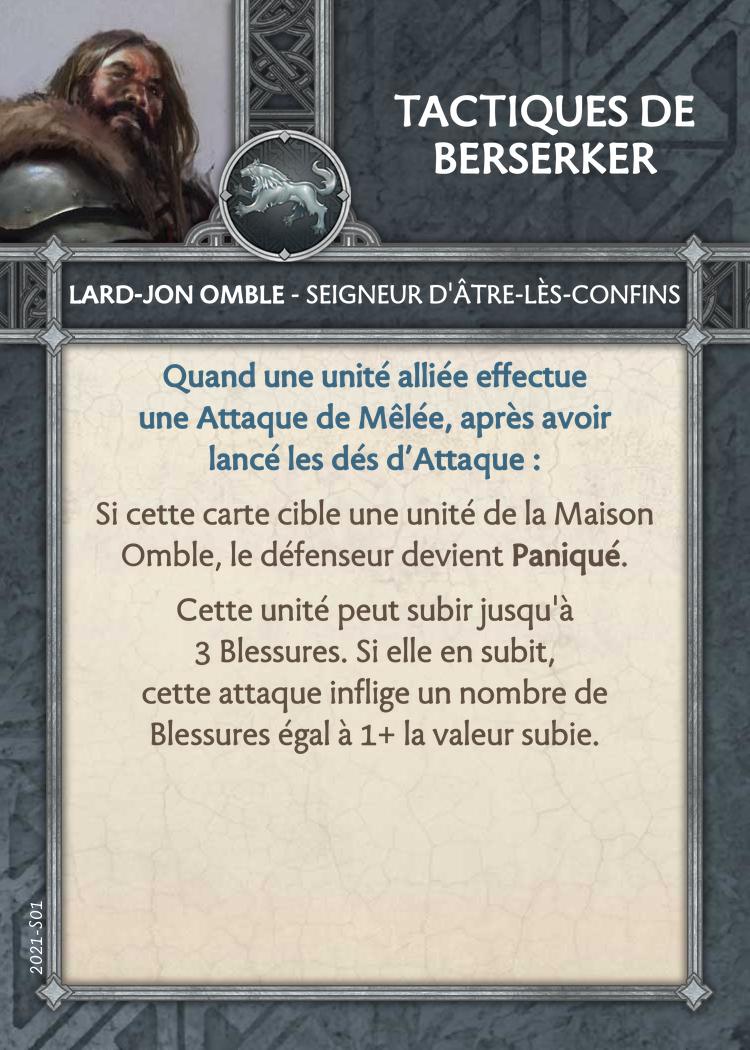 TACTIQUES DE
BERSERKER
LARD-JON OMBLE - SEIGNEUR D'ÂTRE-LÈS-CONFINS
Quand une unité alliée effectue
une Attaque de Mêlée, après avoir
lancé les dés d’Attaque :
Si cette carte cible une unité de la Maison
Omble, le défenseur devient Paniqué.
Cette unité peut subir jusqu'à
3 Blessures. Si elle en subit,
cette attaque inflige un nombre de
Blessures égal à 1+ la valeur subie.
2021-S01